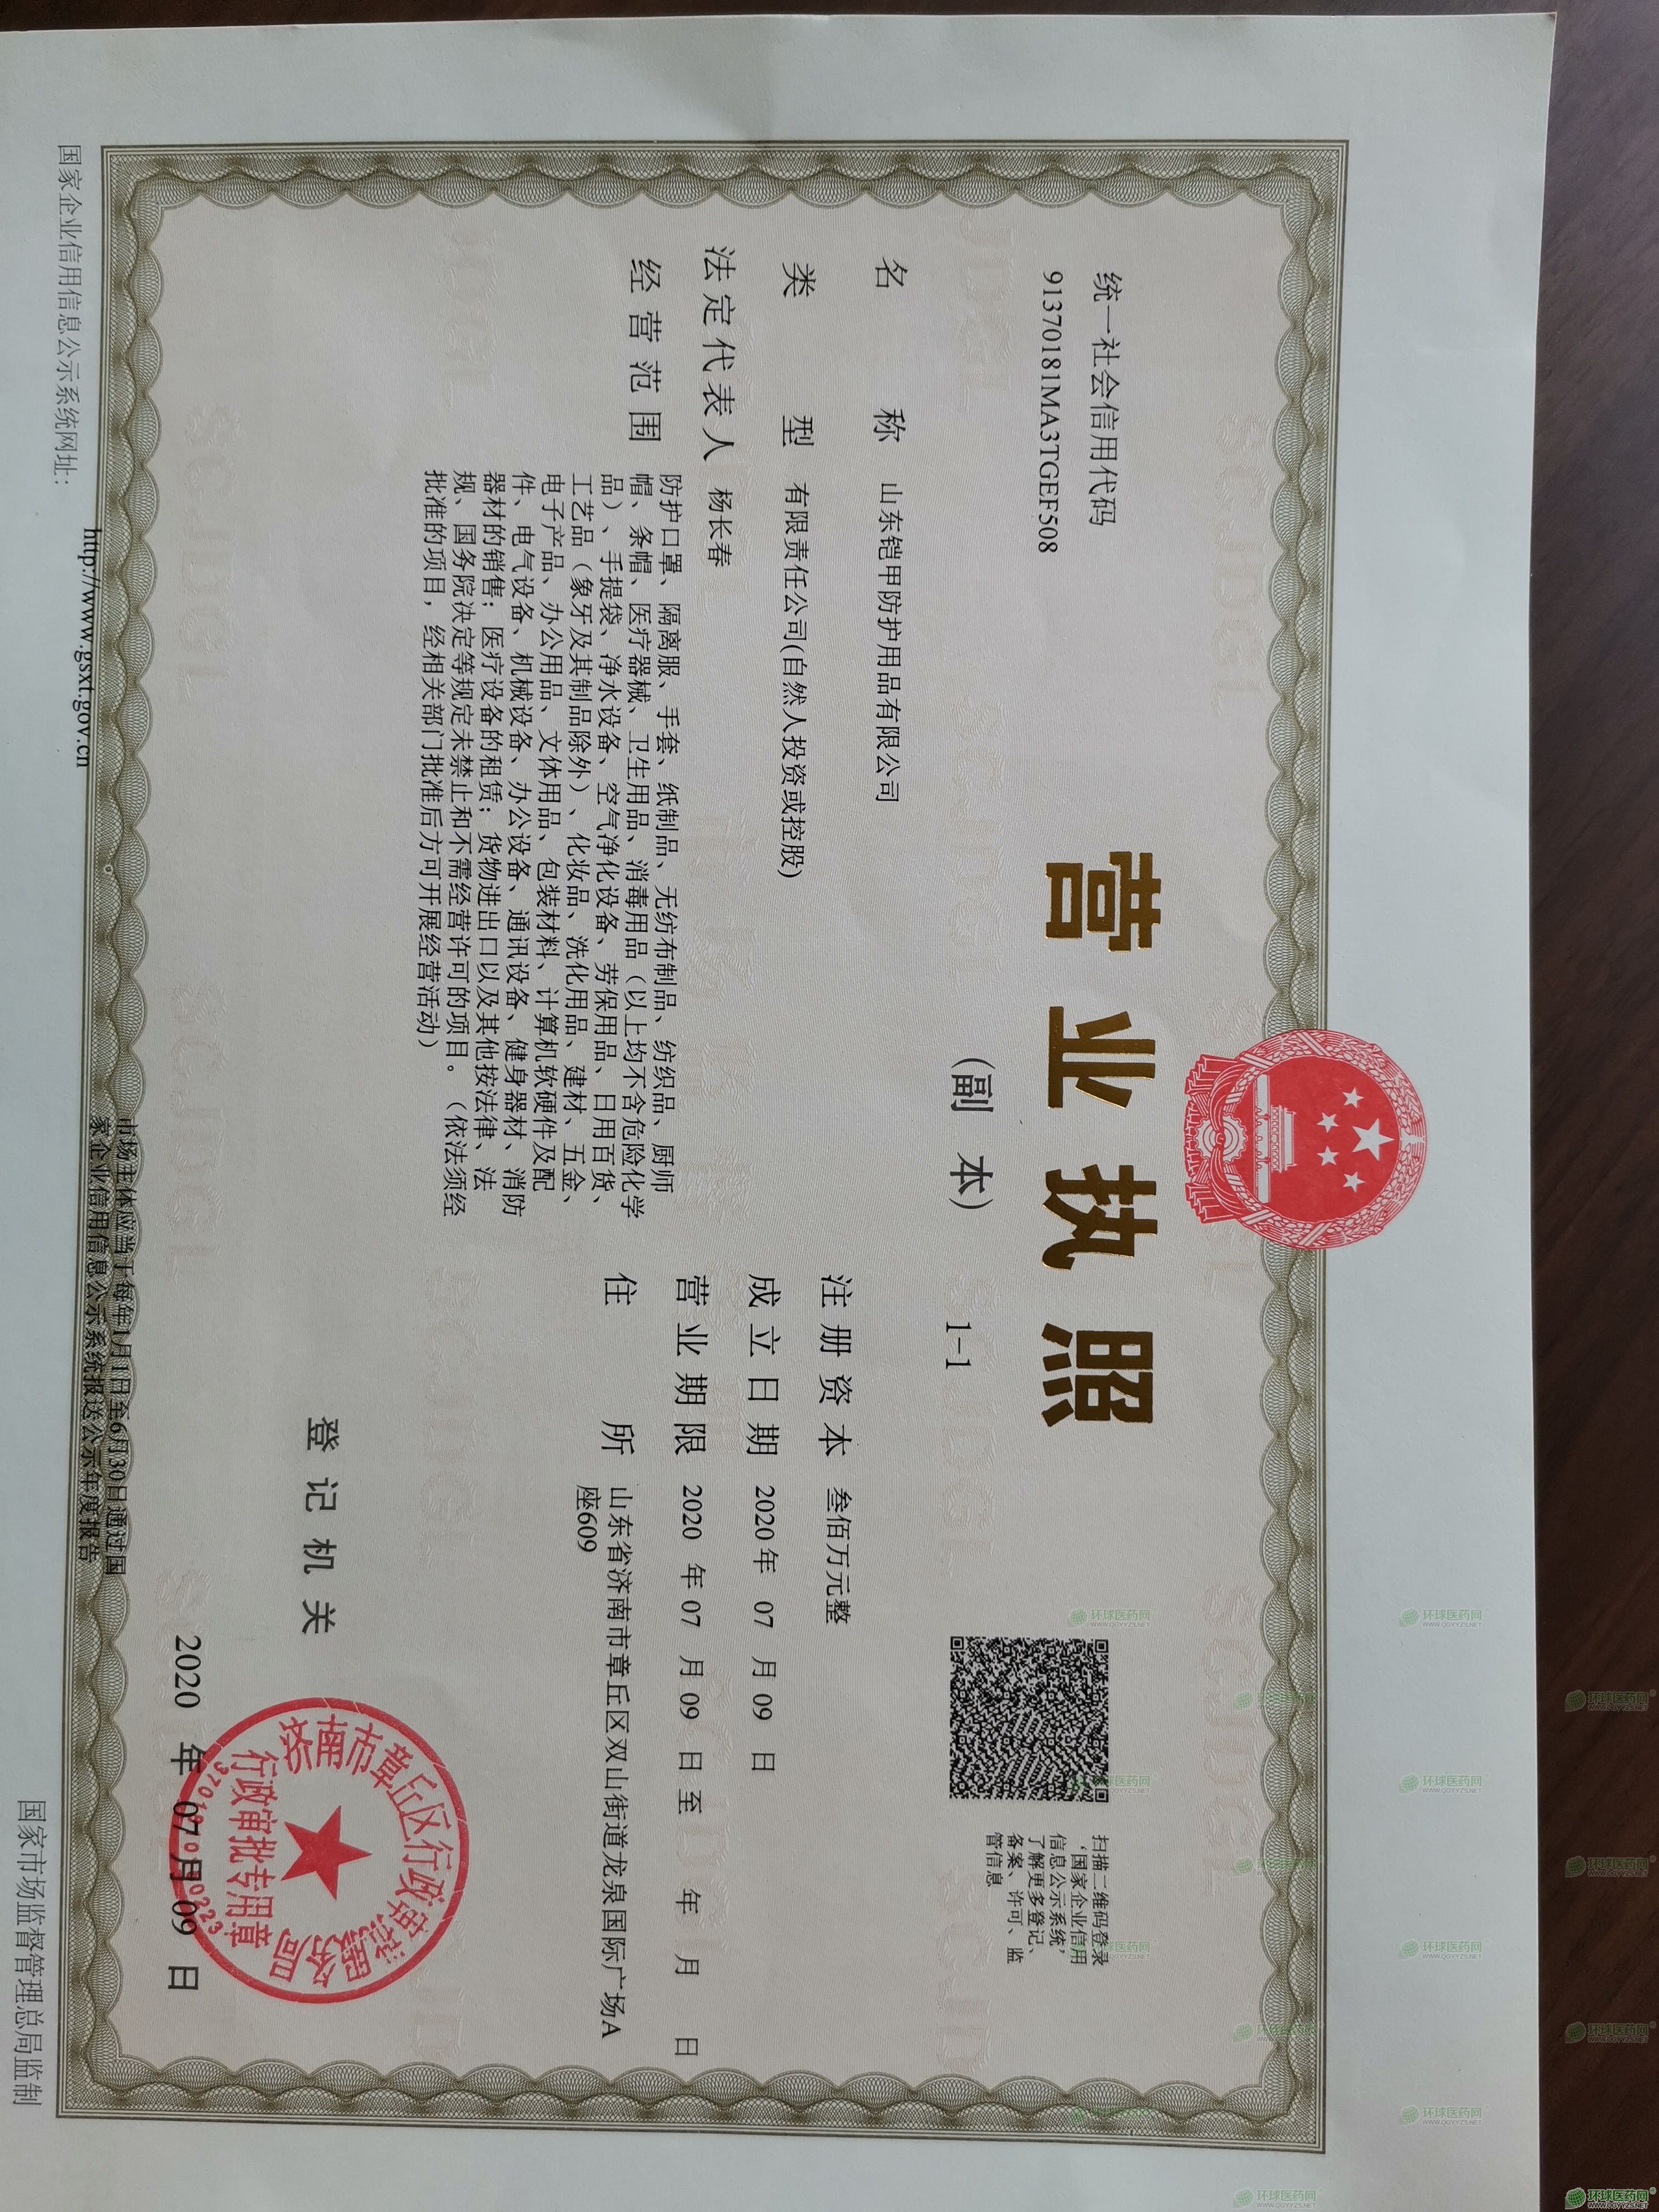 营业执照
（副 本）
1-1
统一社会信用代码
91370181MA3TGEF508
扫描二维码登录
‘国家企业信用
信息公示系统’
了解更多登记、
备案、许可、监
管信息
名 称 山东铠甲防护用品有限公司
类 型 有限责任公司(自然人投资或控股)
法定代表人 杨长春
经营范围 防护口罩、隔离服、手套、纸制品、无纺布制品、纺织品、厨师
帽、条帽、医疗器械、卫生用品、消毒用品（以上均不含危险化学
品）、手提袋、净水设备、空气净化设备、劳保用品、日用百货、
工艺品（象牙及其制品除外）、化妆品、洗化用品、建材、五金、
电子产品、办公用品、文体用品、包装材料、计算机软硬件及配
件、电气设备、机械设备、办公设备、通讯设备、健身器材、消防
器材的销售；医疗设备的租赁；货物进出口以及其他按法律、法
规、国务院决定等规定未禁止和不需经营许可的项目。（依法须经
批准的项目，经相关部门批准后方可开展经营活动）
注册资本 叁佰万元整
成立日期 2020年 07 月 09 日
营业期限 2020 年 07 月 09 日 至 年 月 日
住 所 山东省济南市章丘区双山街道龙泉国际广场A
座609
登记机关
济南市章丘区行政审批服务局
行政审批专用章
2020 年 07 月 09 日
市场主体应当于每年1月1日至6月30日通过国
家企业信用信息公示系统报送公示年度报告
国家企业信用信息公示系统网址：
http://www.gsxt.gov.cn
国家市场监督管理总局监制
环球医药网
WWW.QGYYZS.NET